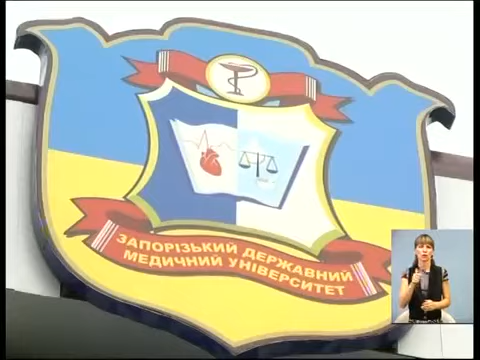 ЗАПОРІЗЬКИЙ ДЕРЖАВНИЙ
МЕДИЧНИЙ УНІВЕРСИТЕТ